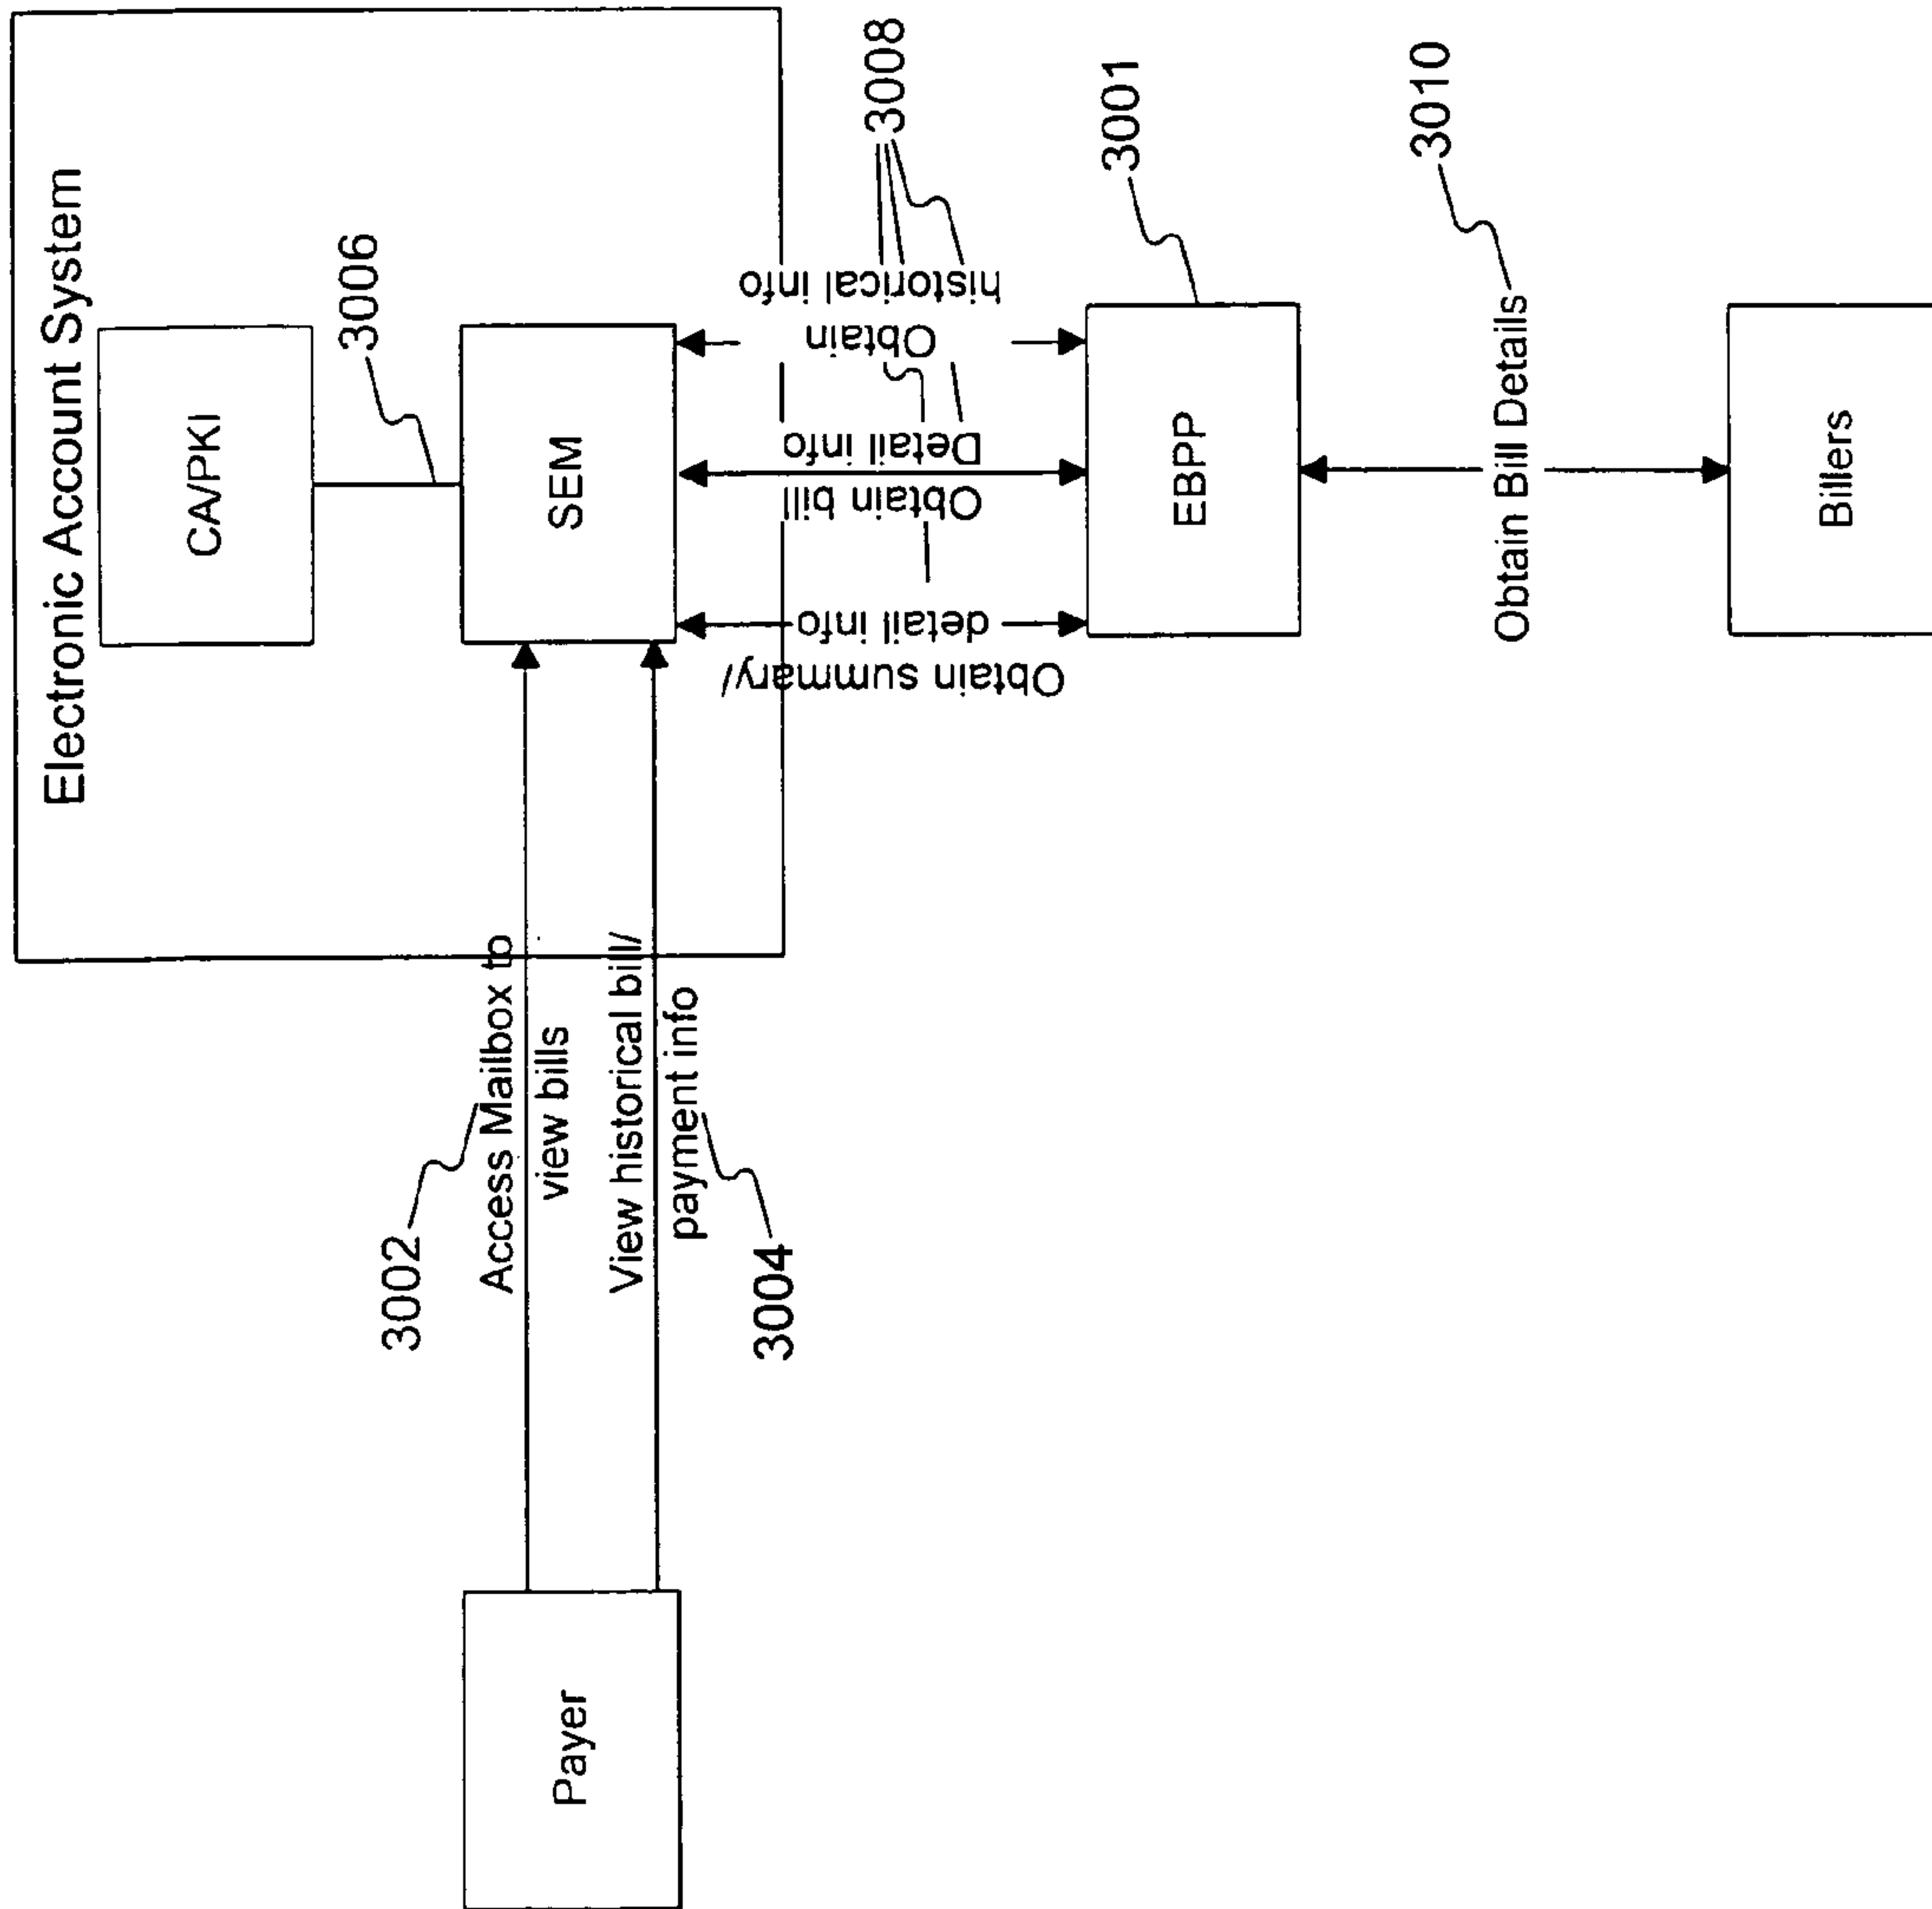 Electronic Account System
CA/PKI
3006
3002
Access Mailbox to
view bills
Payer
SEM
View historical bill/
payment info
3004
Obtain summary/
detail info
Obtain bill
Detail info
Obtain
historical info
3008
3001
EBPP
3010
Obtain Bill Details
Billers